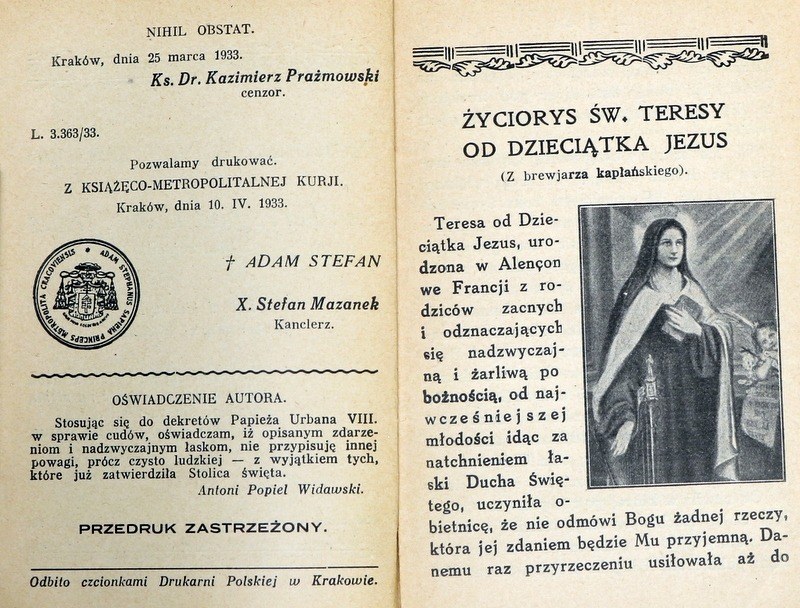 NIHIL OBSTAT.
Kraków, dnia 25 marca 1933.
Ks. Dr. Kazimierz Prażmowski
cenzor.
L. 3.363/33.
Pozwalamy drukować.
Z KSIĄŻĘCO-METROPOLITALNEJ KURJI.
Kraków, dnia 10. IV. 1933.
ADAM STEPHANUS SAPIEHA PRINCEPS METROPOLITA CRACOVIENSIS
† ADAM STEFAN
X. Stefan Mazanek
Kanclerz.
OŚWIADCZENIE AUTORA.
Stosując się do dekretów Papieża Urbana VIII.
w sprawie cudów, oświadczam, iż opisanym zdarze-
niom i nadzwyczajnym łaskom, nie przypisuję innej
powagi, prócz czysto ludzkiej — z wyjątkiem tych,
które już zatwierdziła Stolica święta.
Antoni Popiel Widawski.
PRZEDRUK ZASTRZEŻONY.
Odbito czcionkami Drukarni Polskiej w Krakowie.
ŻYCIORYS ŚW. TERESY
OD DZIECIĄTKA JEZUS
(Z brewjarza kapłańskiego).
Teresa od Dzie-
ciątka Jezus, uro-
dzona w Alençon
we Francji z ro-
dziców zacnych
i odznaczających
się nadzwyczaj-
ną i żarliwą po
bożnością, od naj-
wcześniejszej
młodości idąc za
natchnieniem ła-
ski Ducha Świę-
tego, uczyniła o-
bietnicę, że nie odmówi Bogu żadnej rzeczy,
która jej zdaniem będzie Mu przyjemną. Da-
nemu raz przyrzeczeniu usiłowała aż do